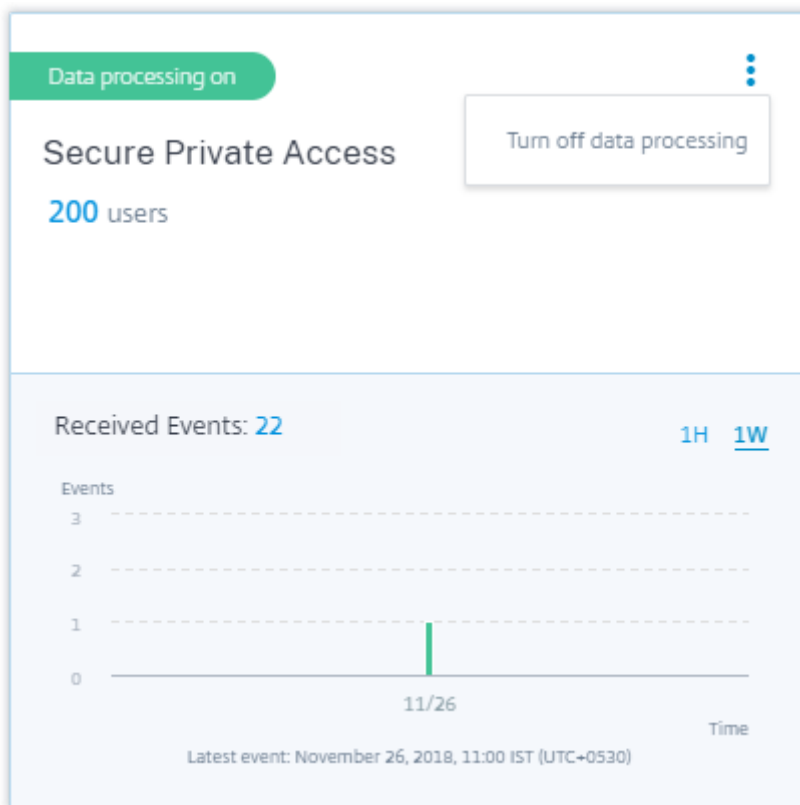 Data processing on
Turn off data processing
Secure Private Access
200 users
Received Events: 22
1H 1W
Events
3
2
1
0
11/26
Time
Latest event: November 26, 2018, 11:00 IST (UTC+0530)